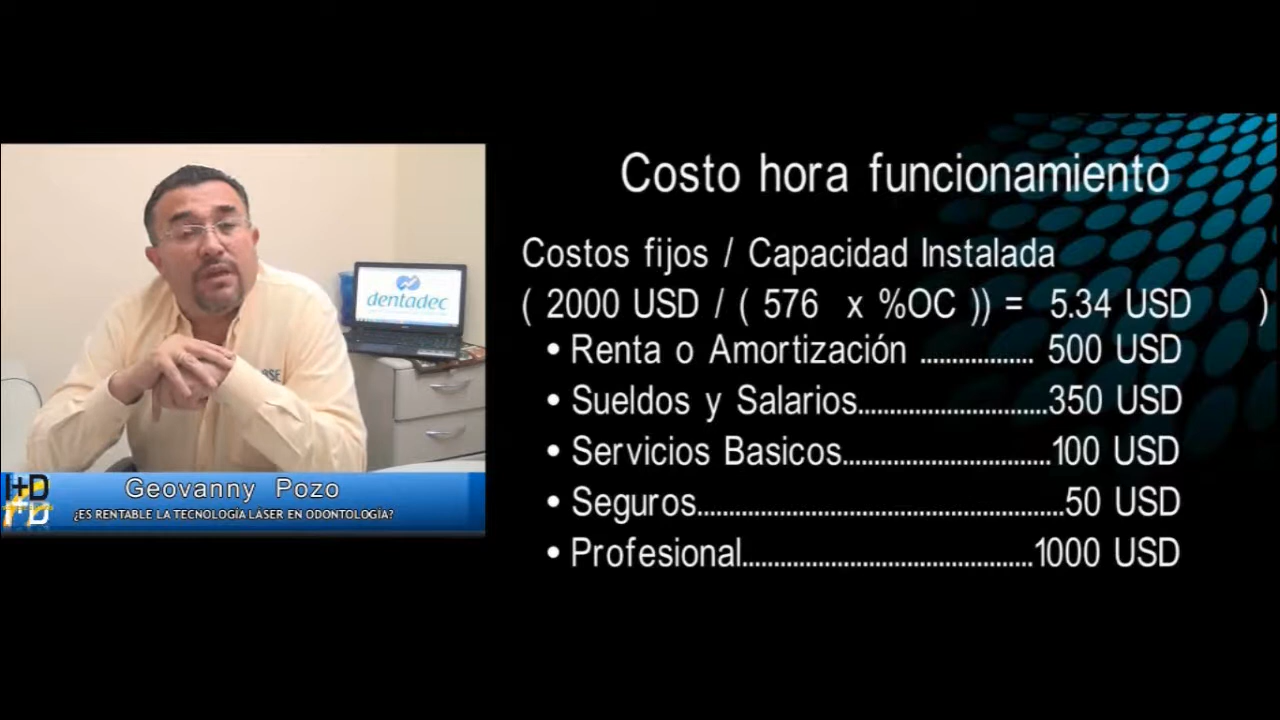 Costo hora funcionamiento
Costos fijos / Capacidad Instalada
( 2000 USD / ( 576 x %OC )) = 5.34 USD )
• Renta o Amortización .................. 500 USD
• Sueldos y Salarios..............................350 USD
• Servicios Basicos.................................100 USD
• Seguros..........................................................50 USD
• Profesional..............................................1000 USD
dentadec
Geovanny Pozo
¿ES RENTABLE LA TECNOLOGÍA LÁSER EN ODONTOLOGÍA?
I+D